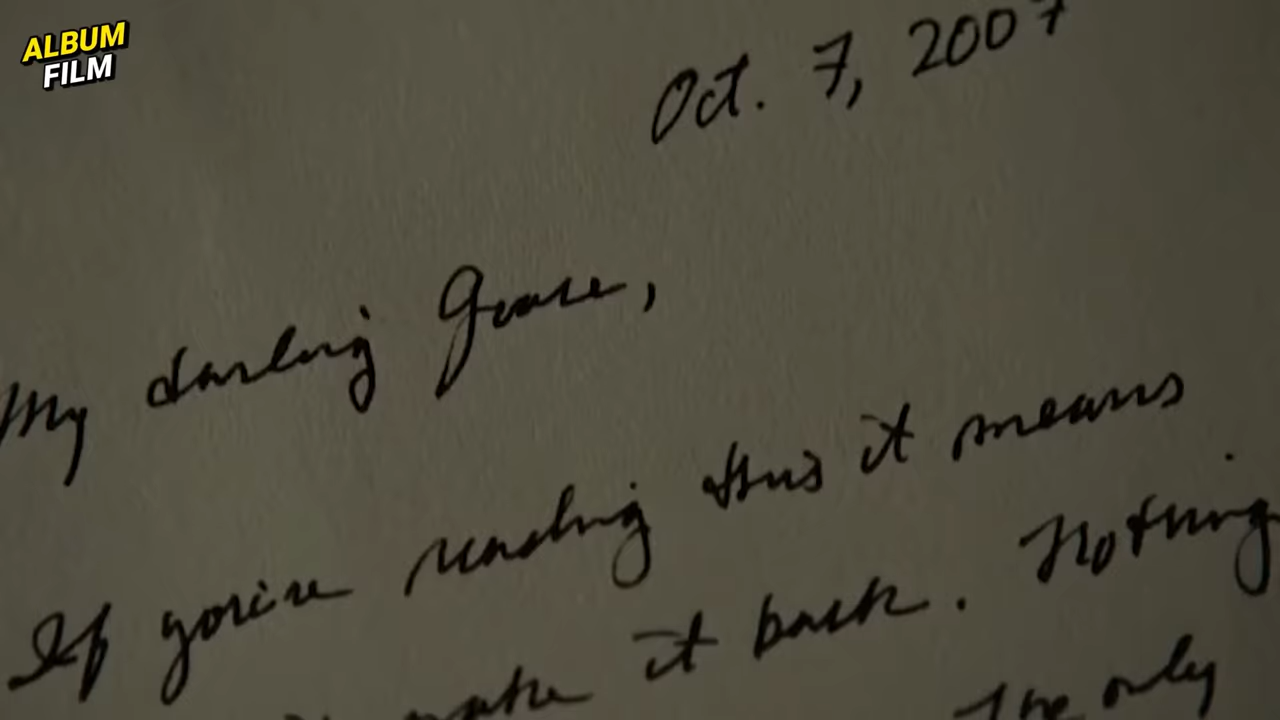 ALBUM
FILM
Oct. 7, 2007
My darling Grace,
If you're reading this it means
make it back. Nothing
The only